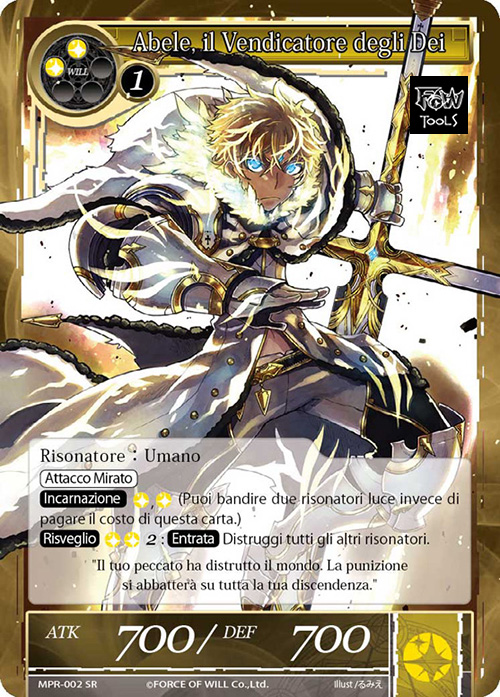 Abele, il Vendicatore degli Dei
WILL
1
FOW
TOOLS
Risonatore : Umano
Attacco Mirato
Incarnazione , (Puoi bandire due risonatori luce invece di
pagare il costo di questa carta.)
Risveglio 2 : Entrata Distruggi tutti gli altri risonatori.
"Il tuo peccato ha distrutto il mondo. La punizione
si abbatterà su tutta la tua discendenza."
ATK 700 / DEF 700
MPR-002 SR ©FORCE OF WILL Co.,Ltd. Illust /るみえ